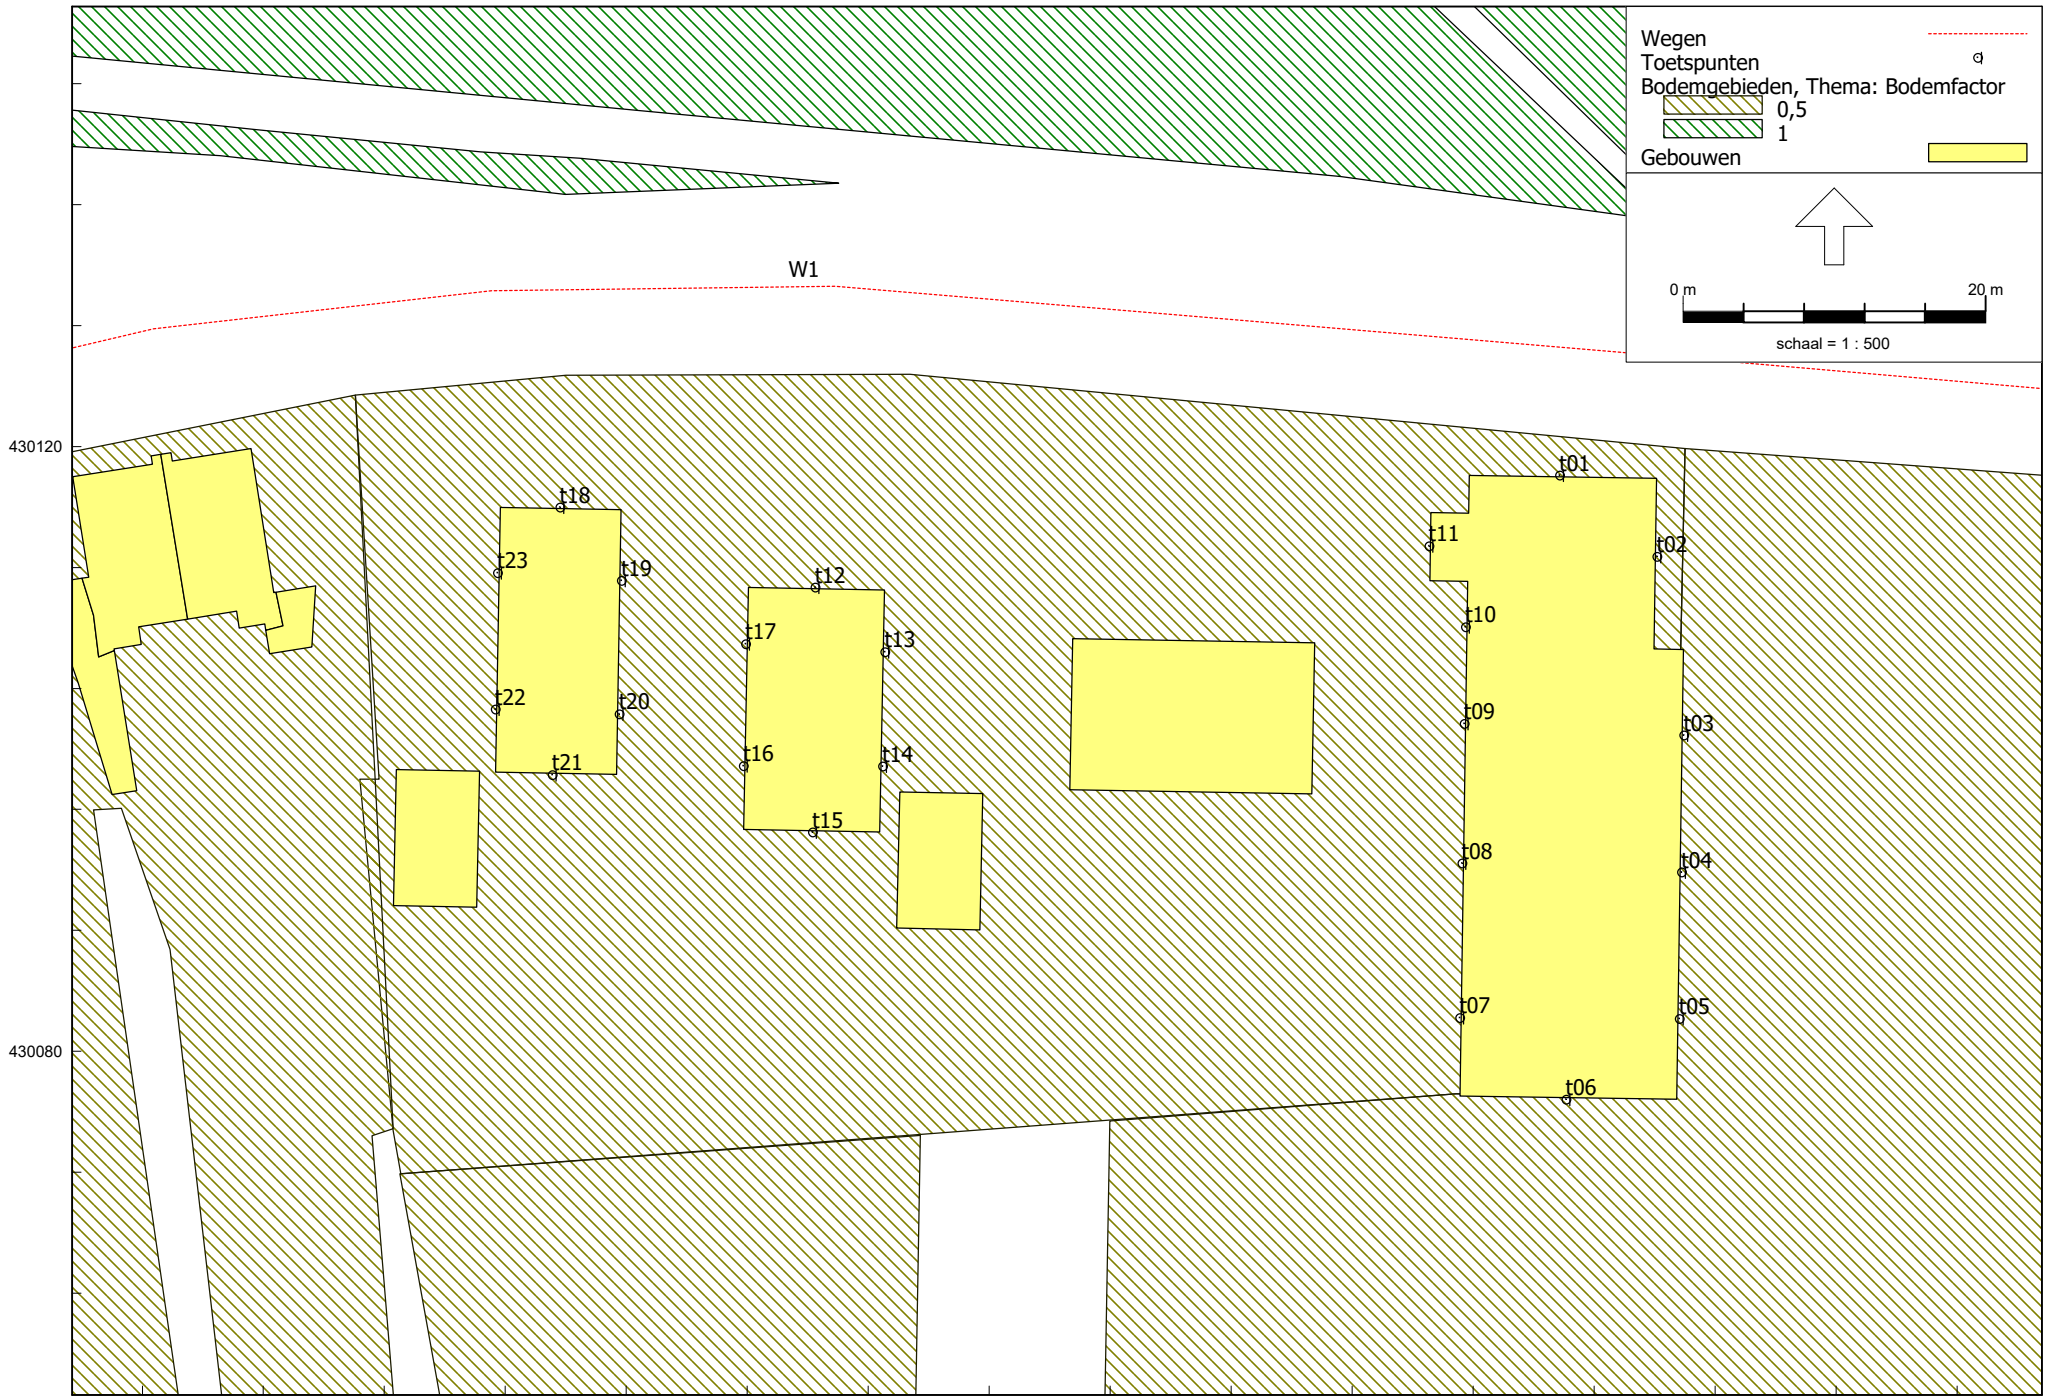 Wegen
Toetspunten
Bodemgebieden, Thema: Bodemfactor
0,5
1
Gebouwen
W1
0 m 20 m
schaal = 1 : 500
430120
t01
t18
t11
t02
t23
t19
t12
t10
t17
t13
t22
t20
t09
t03
t21
t16
t14
t15
t08
t04
t07
t05
430080
t06